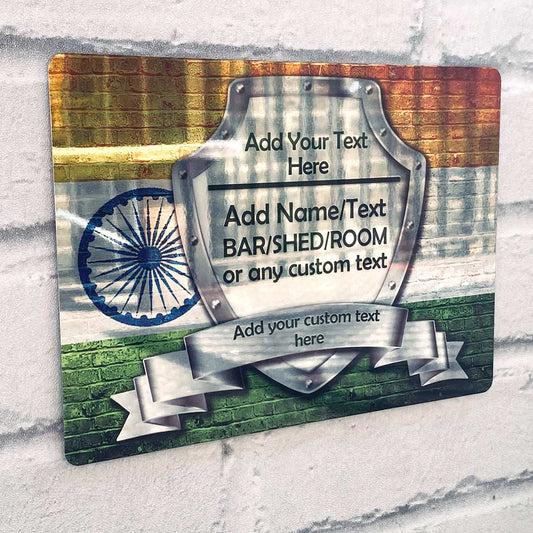 Add Your Text
Here
Add Name/Text
BAR/SHED/ROOM
or any custom text
Add your custom text
here